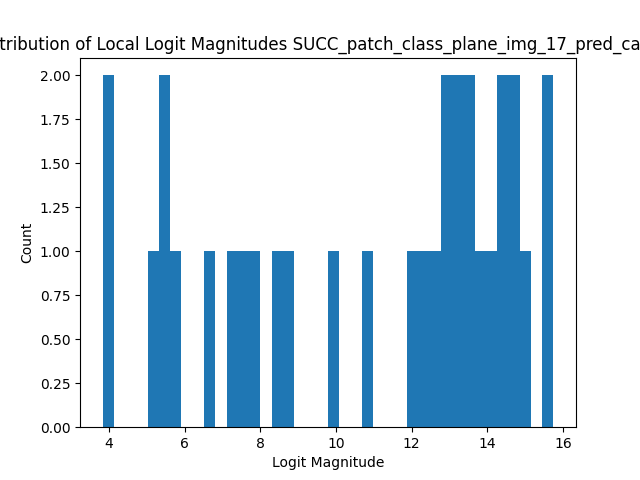 tribution of Local Logit Magnitudes SUCC_patch_class_plane_img_17_pred_ca
2.00
1.75
1.50
1.25
1.00
0.75
0.50
0.25
0.00
Count
4 6 8 10 12 14 16
Logit Magnitude